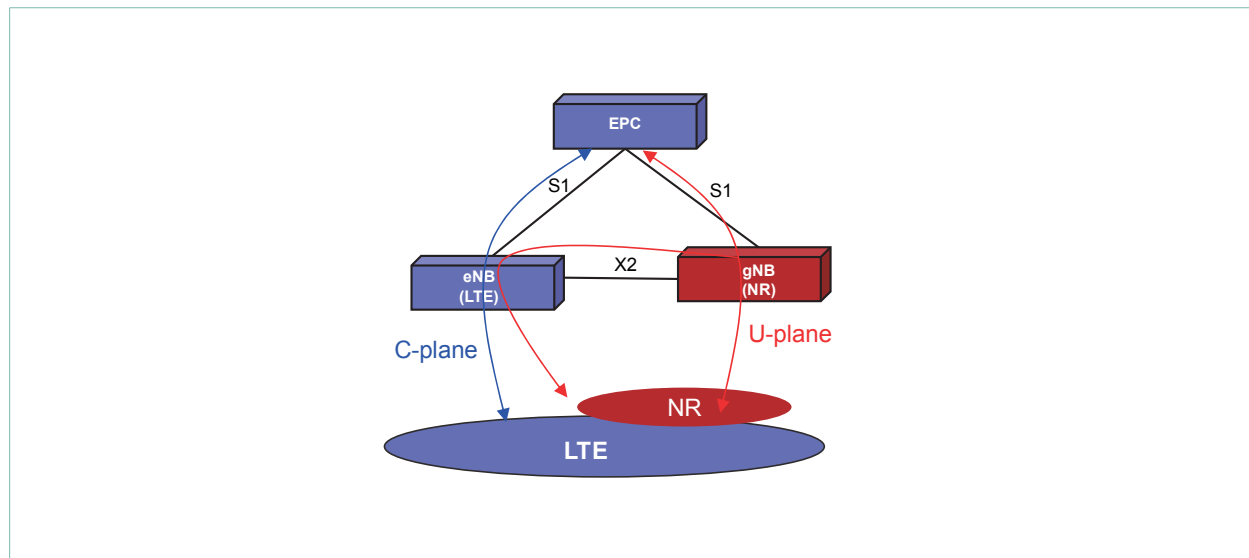 EPC
S1
S1
X2
eNB
(LTE)
gNB
(NR)
C-plane
U-plane
NR
LTE